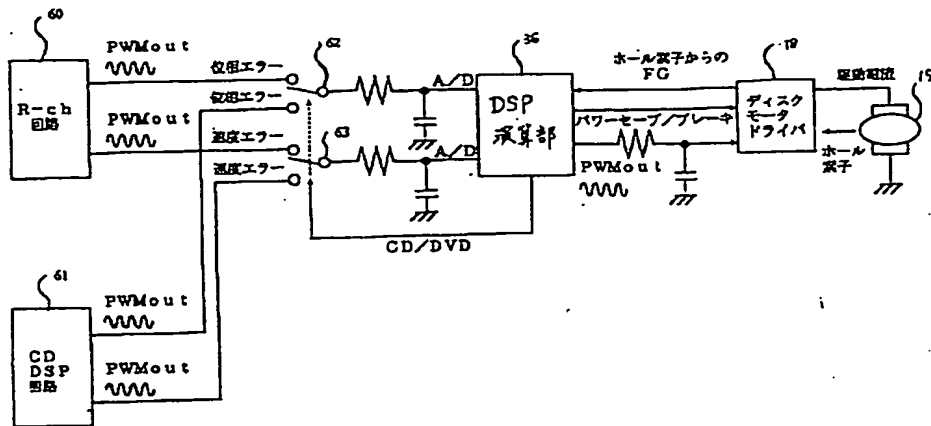 60
PWMout
R-ch
回路
PWMout
位相エラー
位相エラー
速度エラー
速度エラー
62
63
A/D
A/D
36
DSP
演算部
CD/DVD
ホール素子からの
FG
パワーセーブ/ブレーキ
PWMout
18
ディスク
モータ
ドライバ
駆動電流
19
ホール
素子
61
CD
DSP
回路
PWMout
PWMout